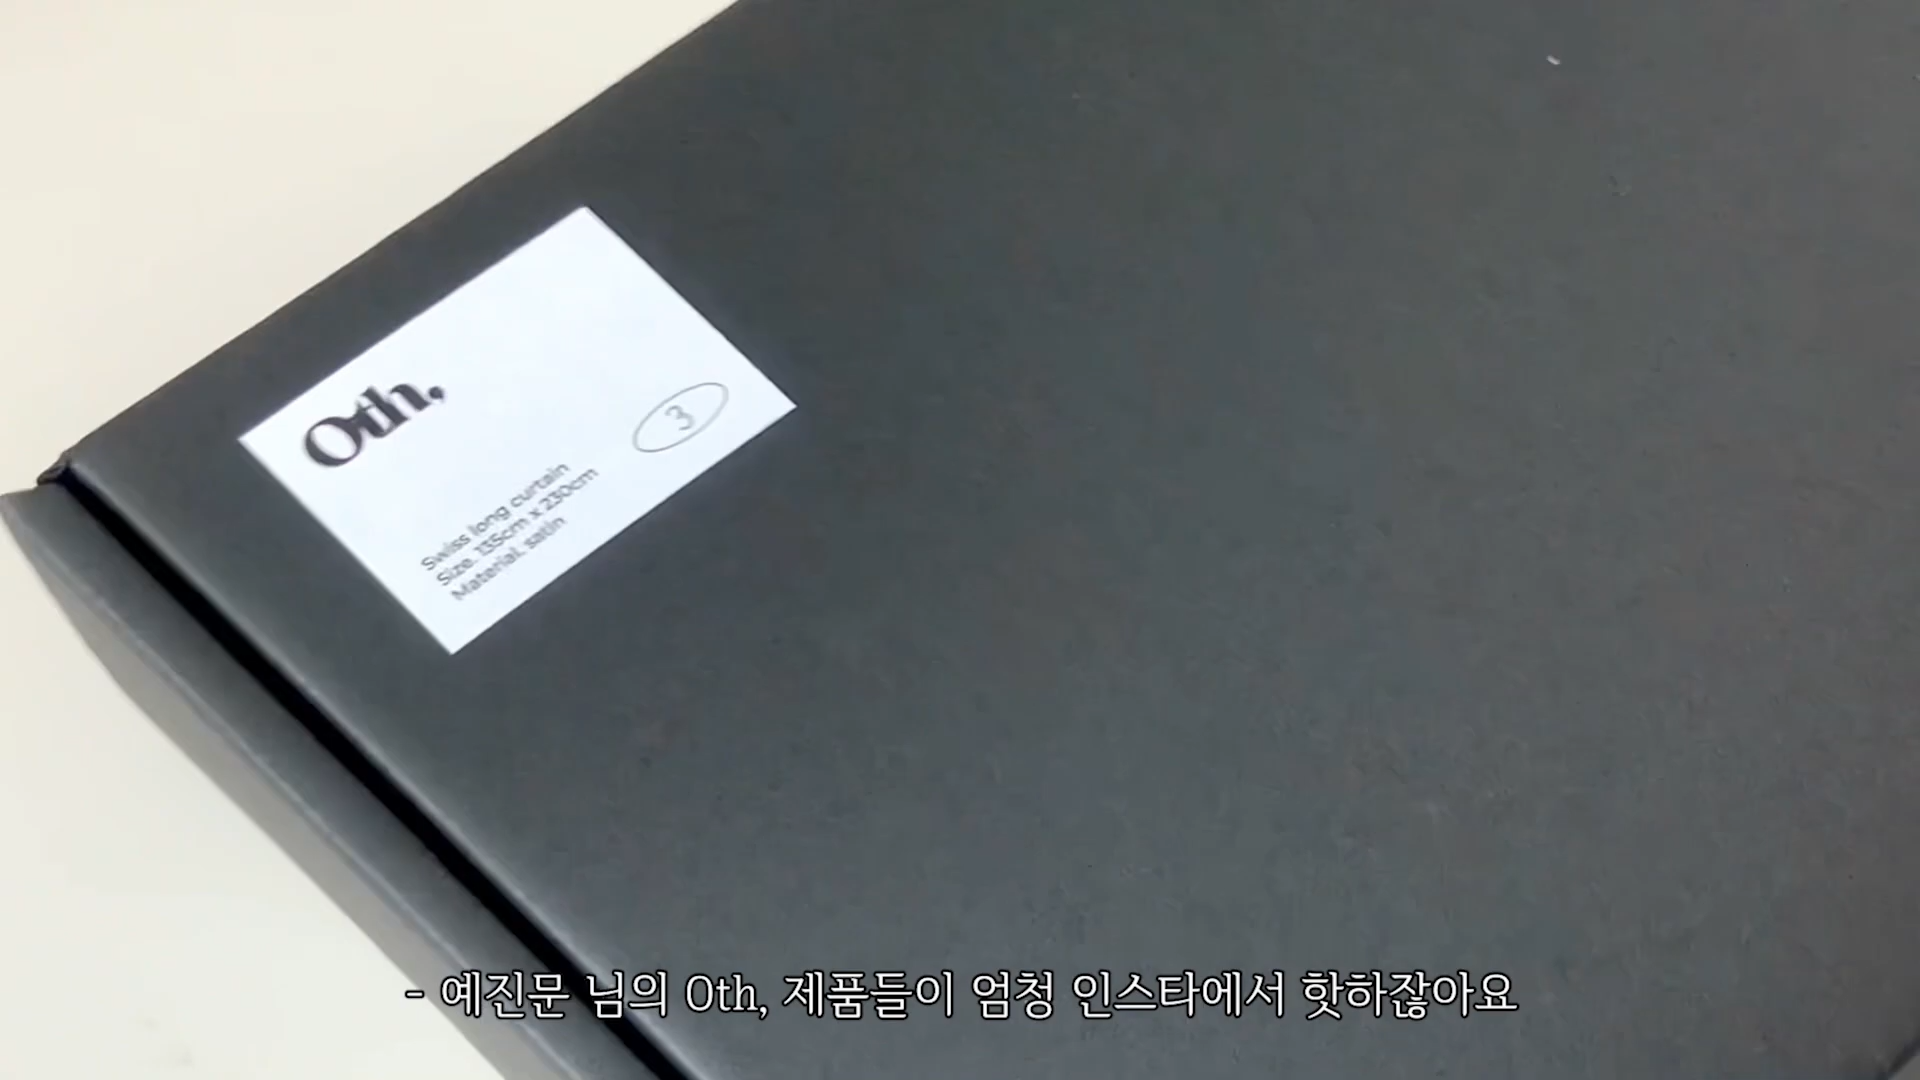 Oth,
3
Swiss long curtain
Size. 135cm x 230cm
Material. satin
- 예진문 님의 Oth, 제품들이 엄청 인스타에서 핫하잖아요